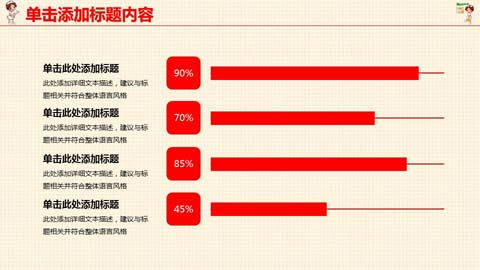 单击添加标题内容
单击此处添加标题
此处添加详细文本描述，建议与标
题相关并符合整体语言风格
90%
单击此处添加标题
此处添加详细文本描述，建议与标
题相关并符合整体语言风格
70%
单击此处添加标题
此处添加详细文本描述，建议与标
题相关并符合整体语言风格
85%
单击此处添加标题
此处添加详细文本描述，建议与标
题相关并符合整体语言风格
45%